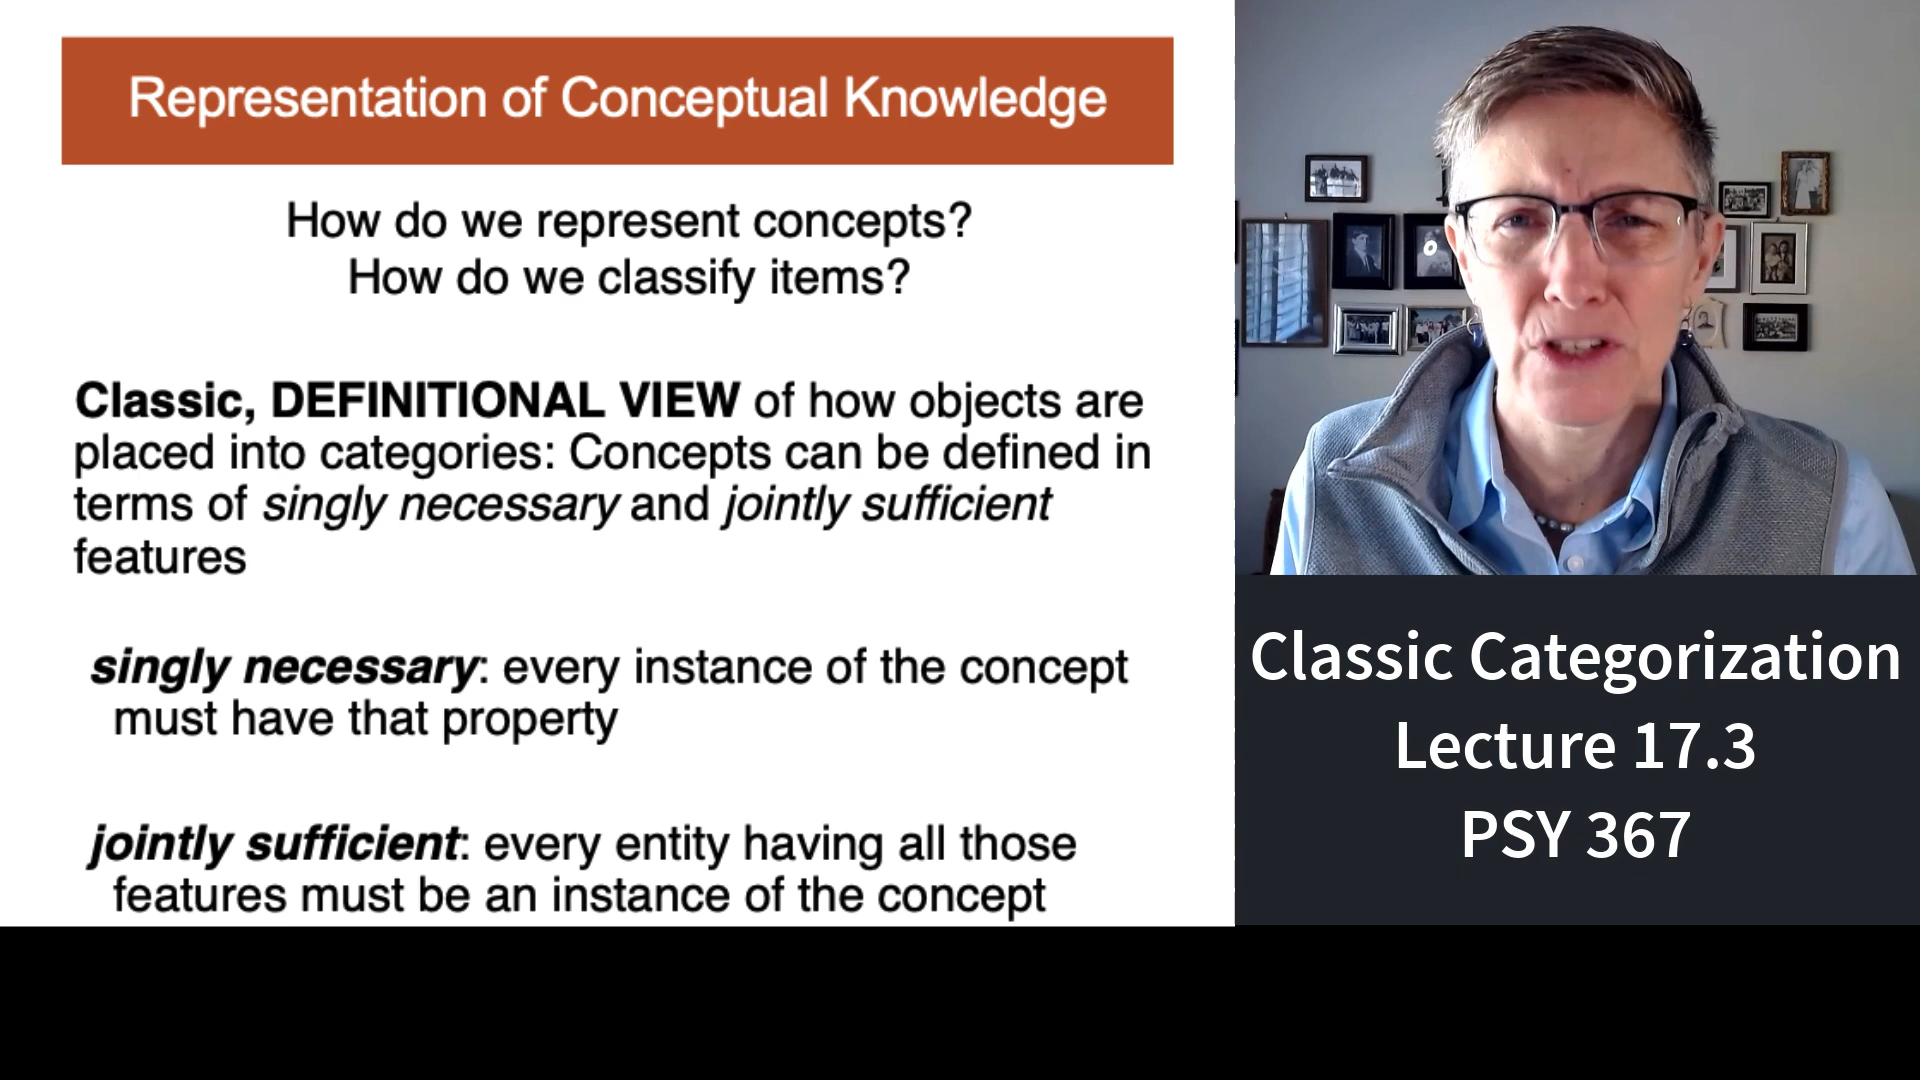 Representation of Conceptual Knowledge
How do we represent concepts?
How do we classify items?
Classic, DEFINITIONAL VIEW of how objects are
placed into categories: Concepts can be defined in
terms of singly necessary and jointly sufficient
features
singly necessary: every instance of the concept
must have that property
jointly sufficient: every entity having all those
features must be an instance of the concept
Classic Categorization
Lecture 17.3
PSY 367